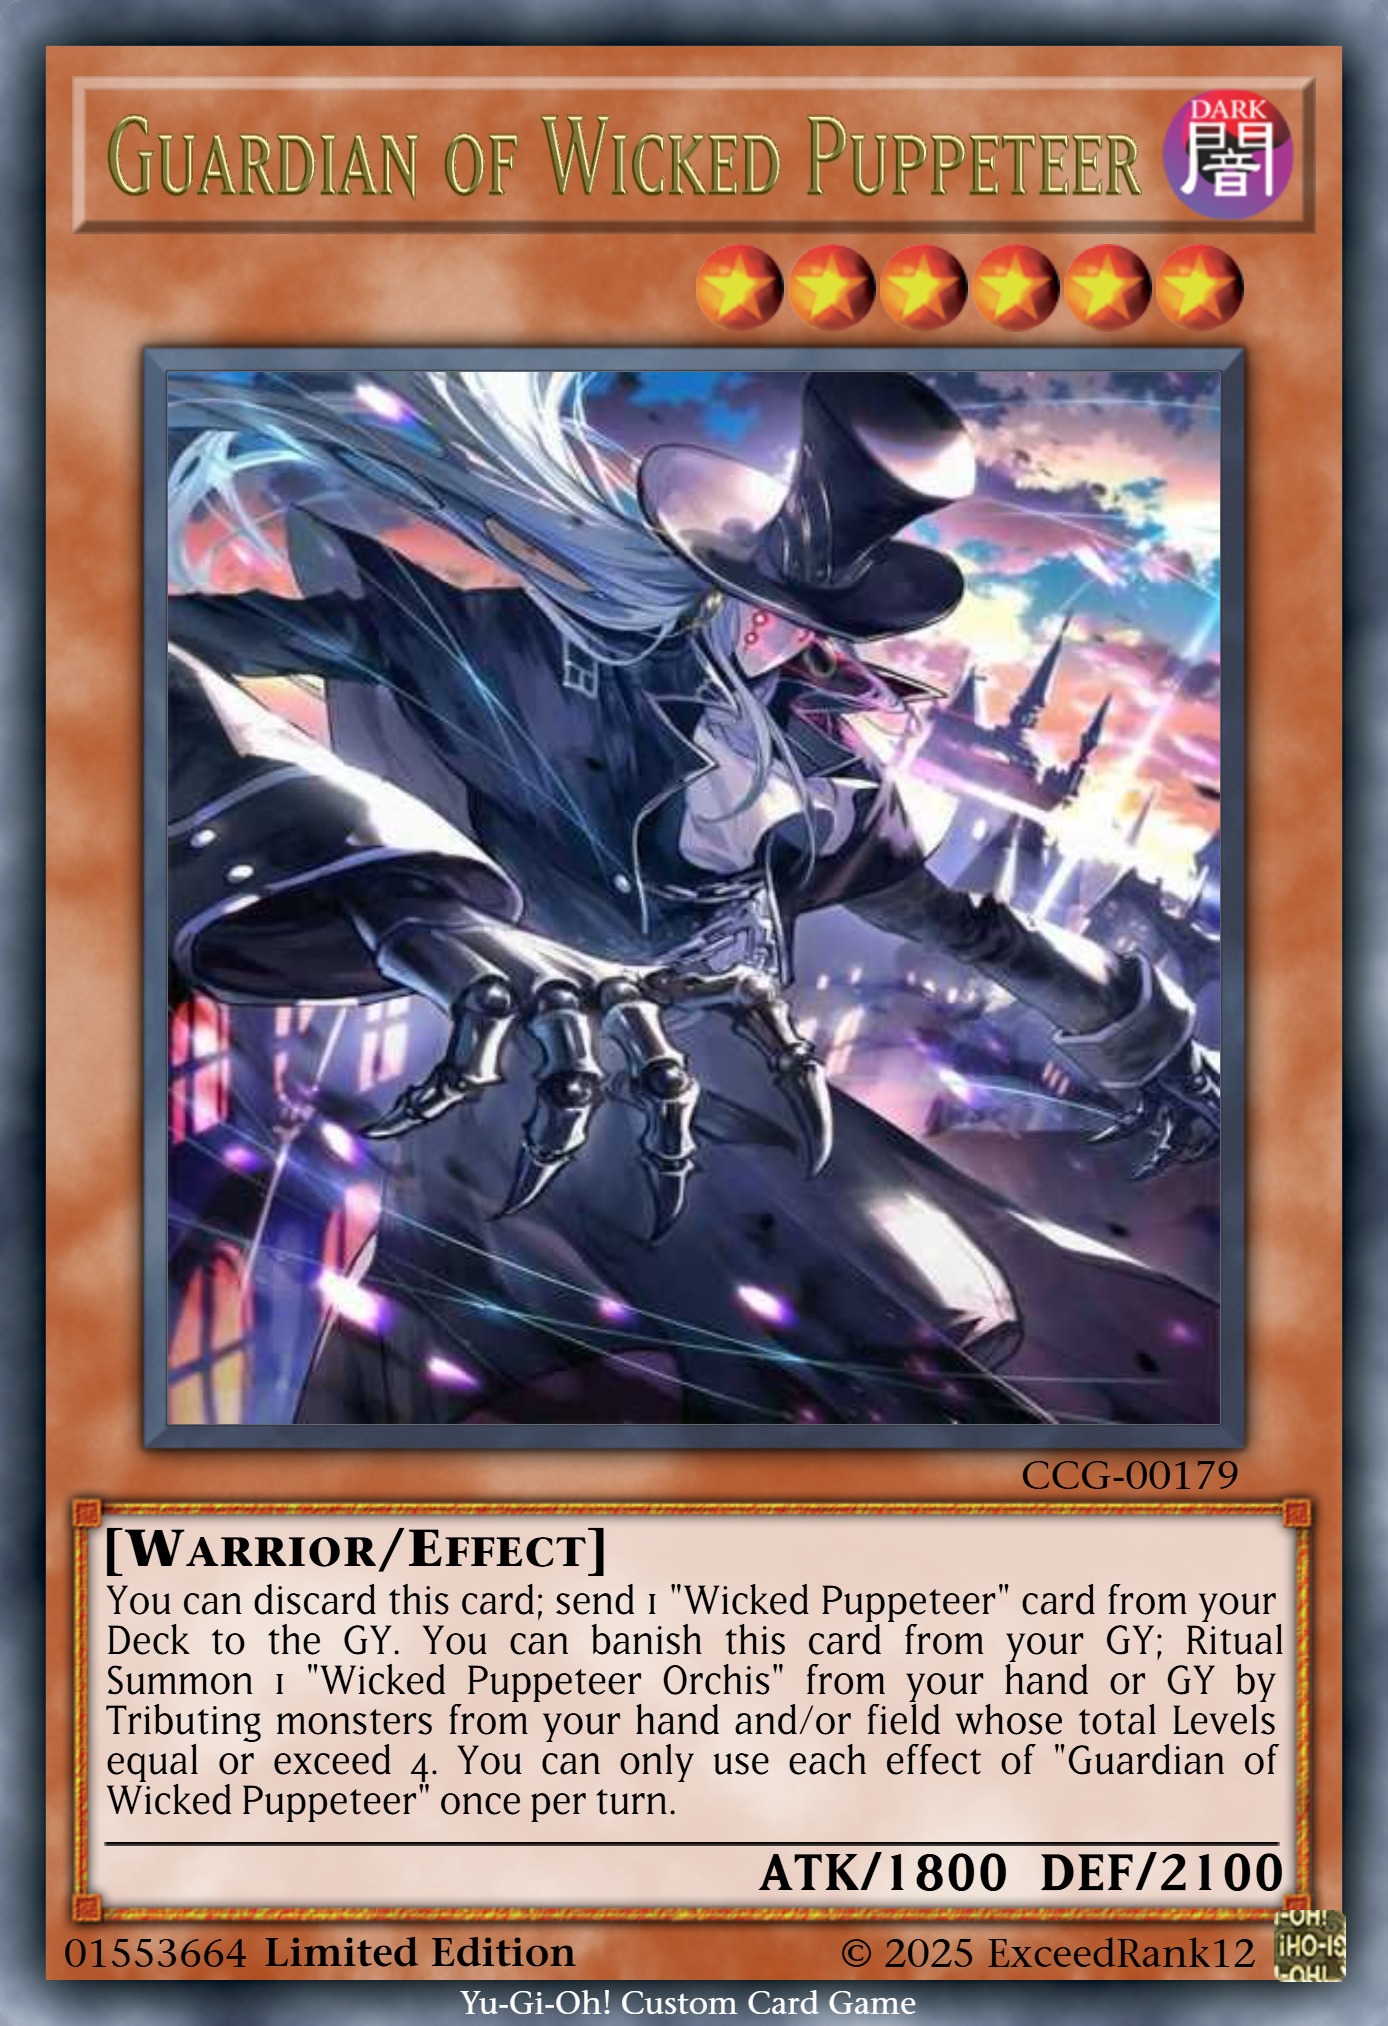 Guardian of Wicked Puppeteer
DARK
闇
CCG-00179
[Warrior/Effect]
You can discard this card; send 1 "Wicked Puppeteer" card from your
Deck to the GY. You can banish this card from your GY; Ritual
Summon 1 "Wicked Puppeteer Orchis" from your hand or GY by
Tributing monsters from your hand and/or field whose total Levels
equal or exceed 4. You can only use each effect of "Guardian of
Wicked Puppeteer" once per turn.
ATK/1800 DEF/2100
01553664 Limited Edition
© 2025 ExceedRank12
Yu-Gi-Oh! Custom Card Game